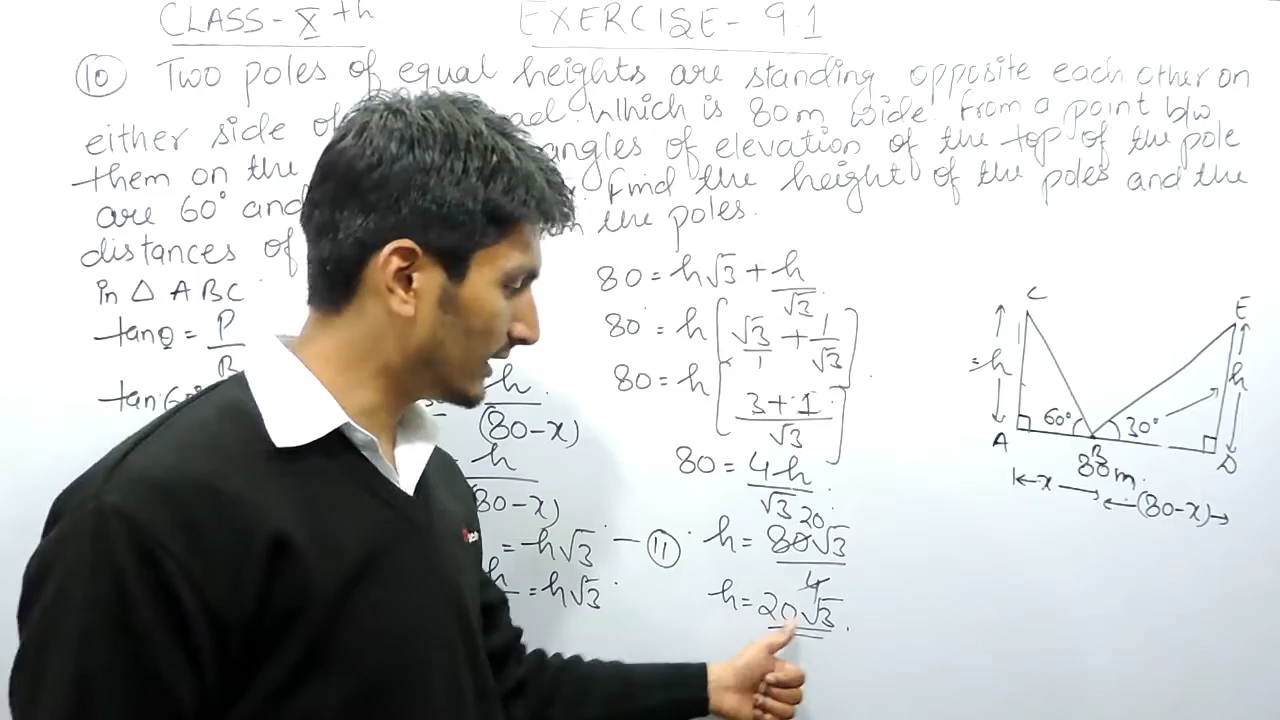 CLASS - Xth EXERCISE - 9.1
10 Two poles of equal heights are standing opposite each other on
either side of which is 80m wide. From a point b/w
them on the angles of elevation of the top of the pole
are 60° and Find the height of the poles and the
distances of the poles.
in △ ABC
tanθ = P/B
tan 60°
h/(80-x)
h/(80-x)
= h√3 - 11
h = h√3
80 = h√3 + h/√3
80 = h[√3/1 + 1/√3]
80 = h[3+1/√3]
80 = 4h/√3
h = 80√3/4 20
h = 20√3
C
E
= h
h
60°
30°
A
B
D
80m
x
(80-x)